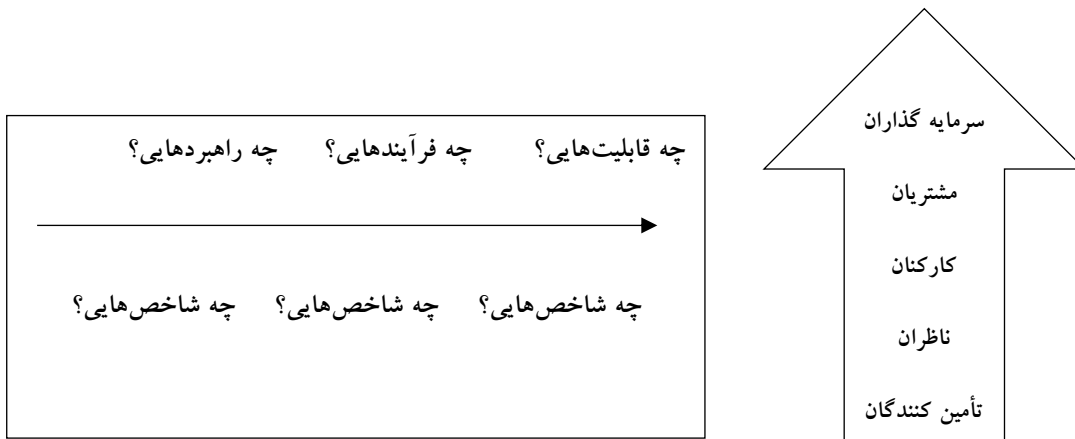 چه قابلیت‌هایی؟ چه فرآیندهایی؟ چه راهبردهایی؟
چه شاخص‌هایی؟ چه شاخص‌هایی؟ چه شاخص‌هایی؟
سرمایه گذاران
مشتریان
کارکنان
ناظران
تأمین کنندگان